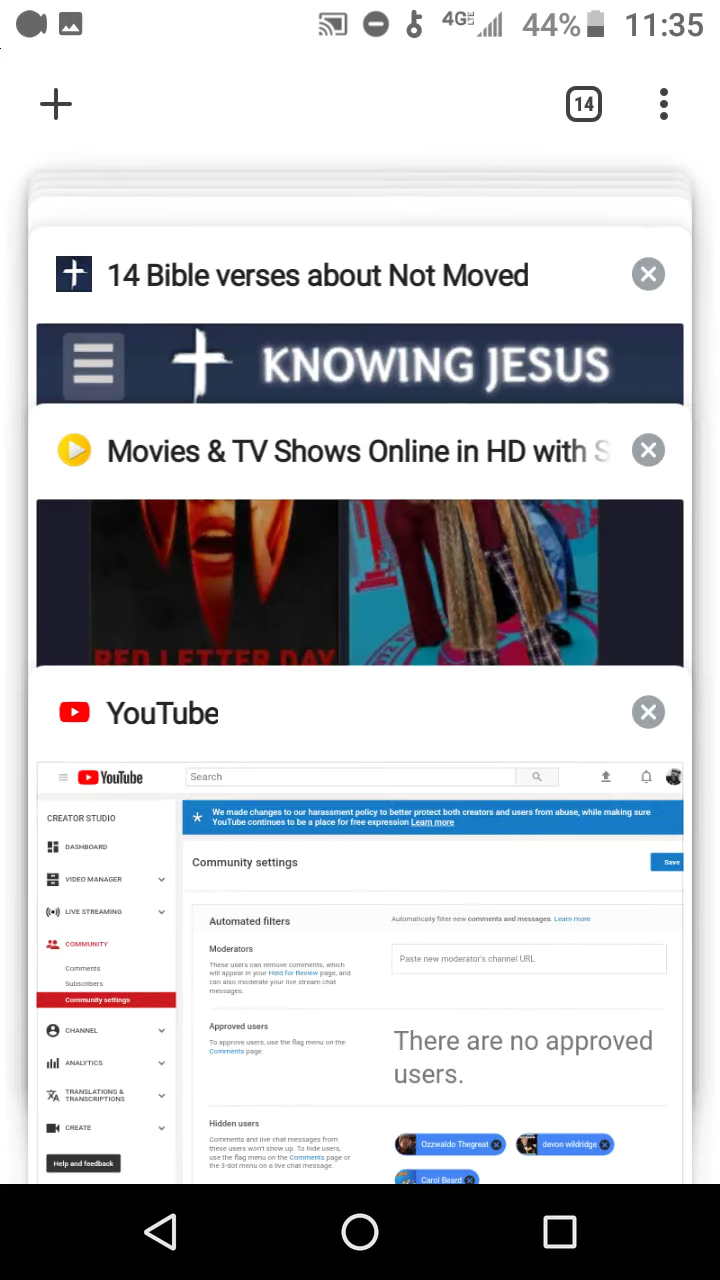 4G LTE 44% 11:35
14
14 Bible verses about Not Moved
KNOWING JESUS
Movies & TV Shows Online in HD with S
RED LETTER DAY
YouTube
YouTube
Search
CREATOR STUDIO
DASHBOARD
VIDEO MANAGER
LIVE STREAMING
COMMUNITY
Comments
Subscribers
Community settings
CHANNEL
ANALYTICS
TRANSLATIONS &
TRANSCRIPTIONS
CREATE
Help and feedback
We made changes to our harassment policy to better protect both creators and users from abuse, while making sure
YouTube continues to be a place for free expression Learn more
Community settings
Save
Automated filters
Automatically filter new comments and messages. Learn more
Moderators
These users can remove comments, which
will appear in your Held for Review page, and
can also moderate your live stream chat
messages.
Paste new moderator's channel URL
Approved users
To approve users, use the flag menu on the
Comments page.
There are no approved
users.
Hidden users
Comments and live chat messages from
these users won't show up. To hide users,
use the flag menu on the Comments page or
the 3-dot menu on a live chat message.
Ozzwaldo Thegreat
devon wildridge
Carol Beard